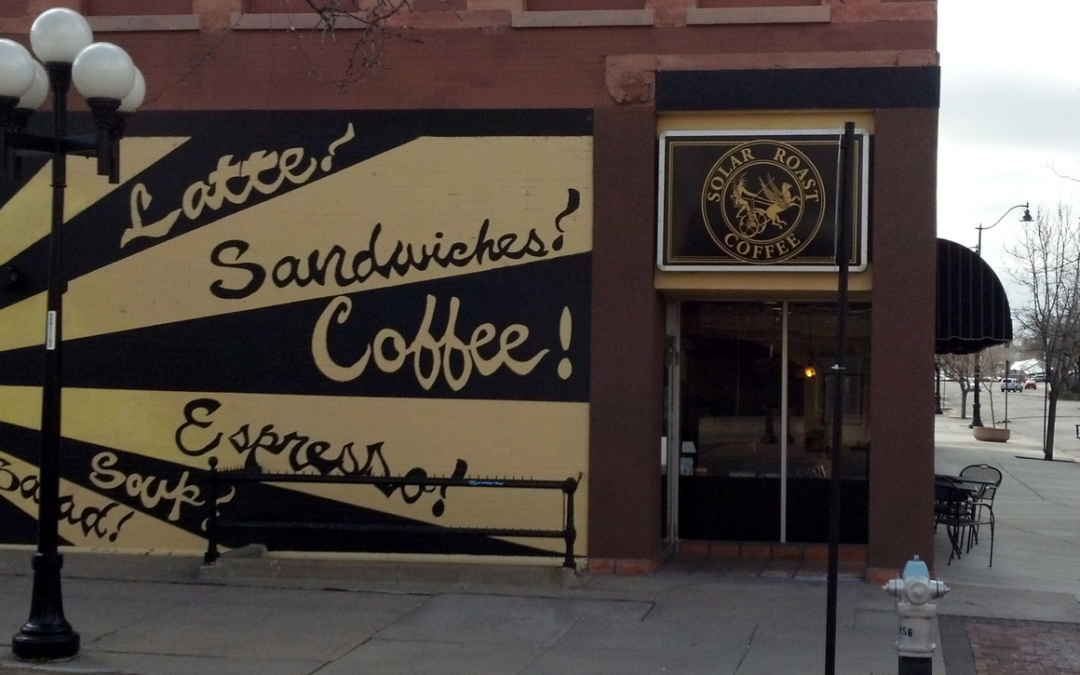 Latte!
Sandwiches!
Coffee!
Espresso!
Soup!
Salad!
SOLAR ROAST
COFFEE